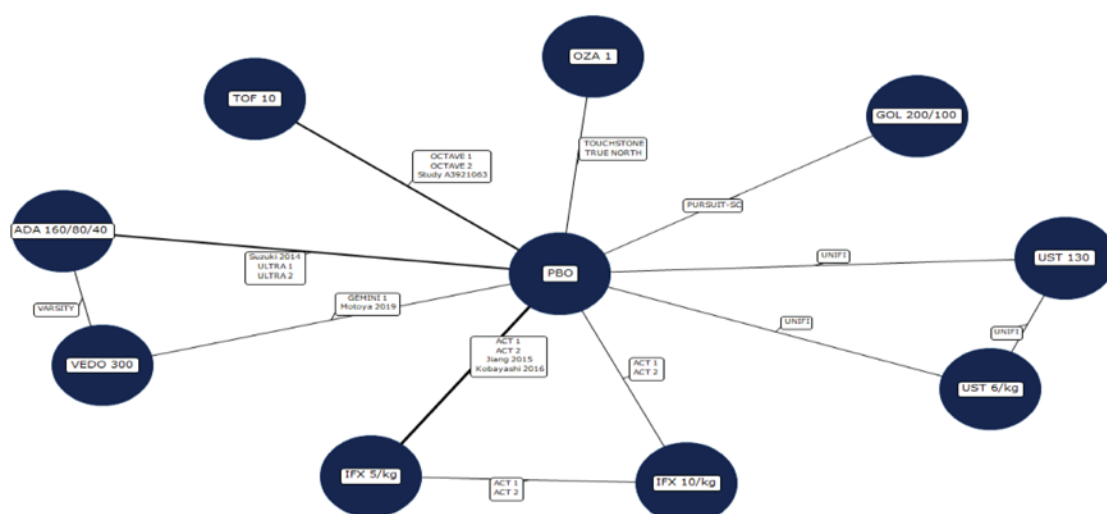 OZA 1
TOF 10
GOL 200/100
TOUCHSTONE
TRUE NORTH
OCTAVE 1
OCTAVE 2
Study A3921063
PURSUIT-SC
ADA 160/80/40
Suzuki 2014
ULTRA 1
ULTRA 2
UNIFI
UST 130
PBO
VARSITY
GEMINI 1
Motoya 2019
UNIFI
UNIFI
VEDO 300
ACT 1
ACT 2
Jiang 2015
Kobayashi 2016
ACT 1
ACT 2
UST 6/kg
IFX 5/kg
ACT 1
ACT 2
IFX 10/kg